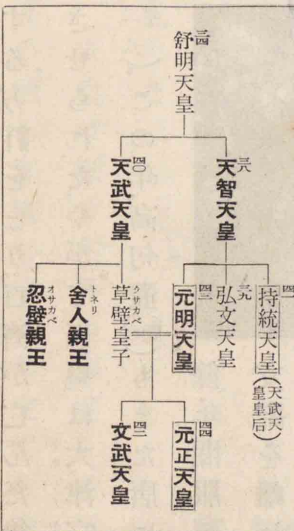 三四
舒明天皇
三八
天智天皇
四〇
天武天皇
四一
持統天皇(天武天皇皇后)
三九
弘文天皇
四三
元明天皇
クサカベ
草壁皇子
トネリ
舍人親王
オサカベ
忍壁親王
四四
元正天皇
四二
文武天皇